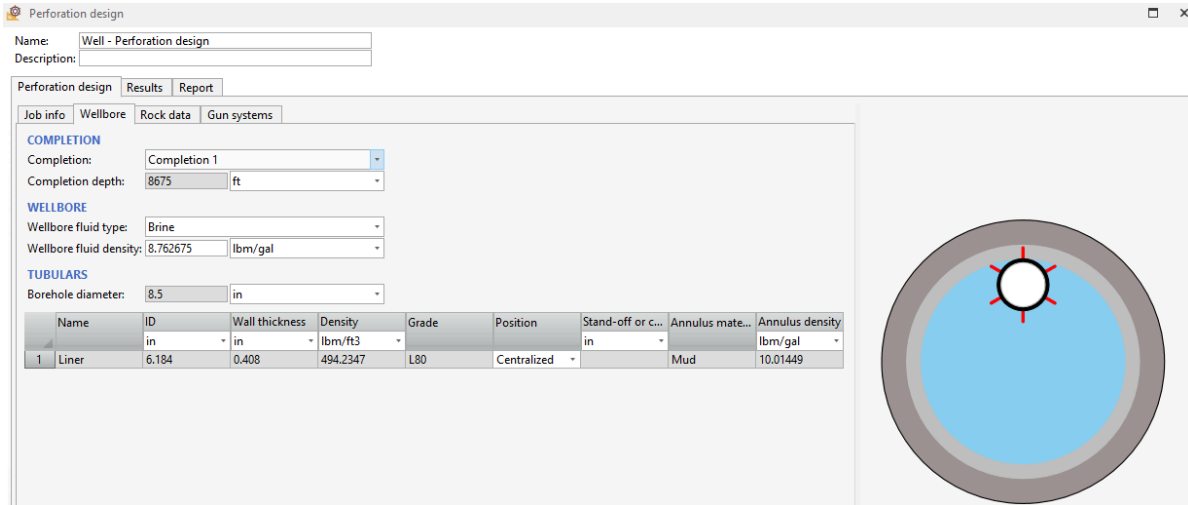 Perforation design
Name: Well - Perforation design
Description:
Perforation design Results Report
Job info Wellbore Rock data Gun systems
COMPLETION
Completion: Completion 1
Completion depth: 8675 ft
WELLBORE
Wellbore fluid type: Brine
Wellbore fluid density: 8.762675 lbm/gal
TUBULARS
Borehole diameter: 8.5 in
Name ID Wall thickness Density Grade Position Stand-off or c... Annulus mate... Annulus density
in in lbm/ft3 in lbm/gal
1 Liner 6.184 0.408 494.2347 L80 Centralized Mud 10.01449